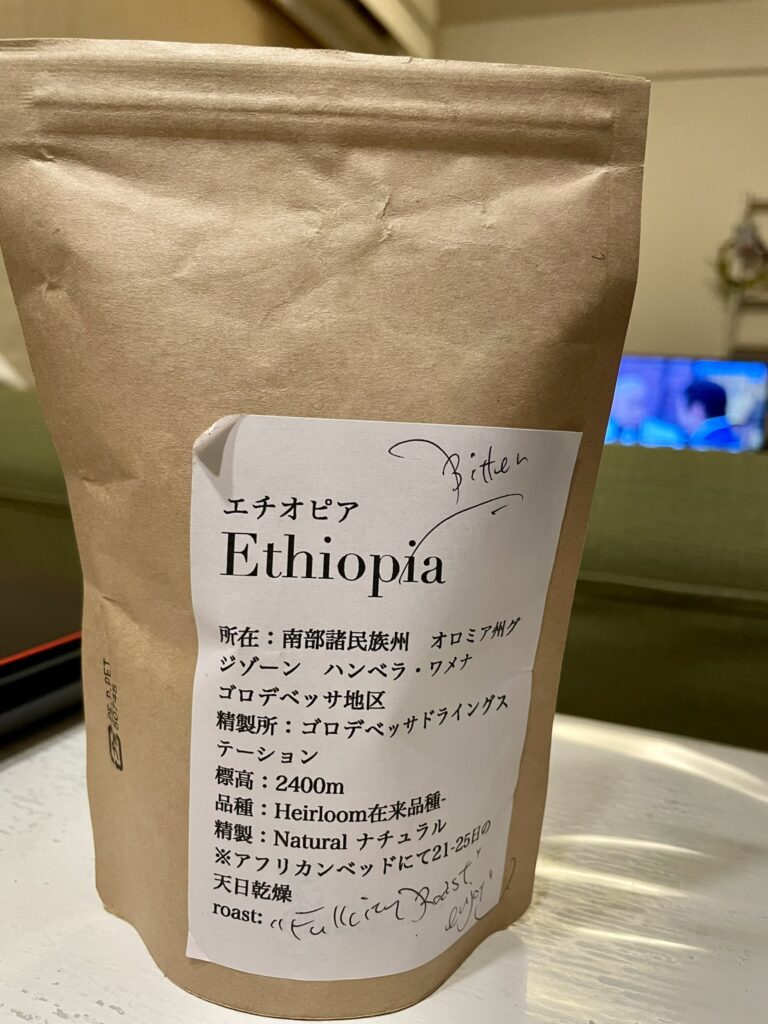 Bitter
エチオピア
Ethiopia
所在：南部諸民族州　オロミア州グ
ジゾーン　ハンベラ・ワメナ
ゴロデベッサ地区
精製所：ゴロデベッサドライングス
テーション
標高：2400m
品種：Heirloom在来品種-
精製：Natural ナチュラル
※アフリカンベッドにて21-25日の
天日乾燥
roast: "Fullcity Roast"
enjoy!